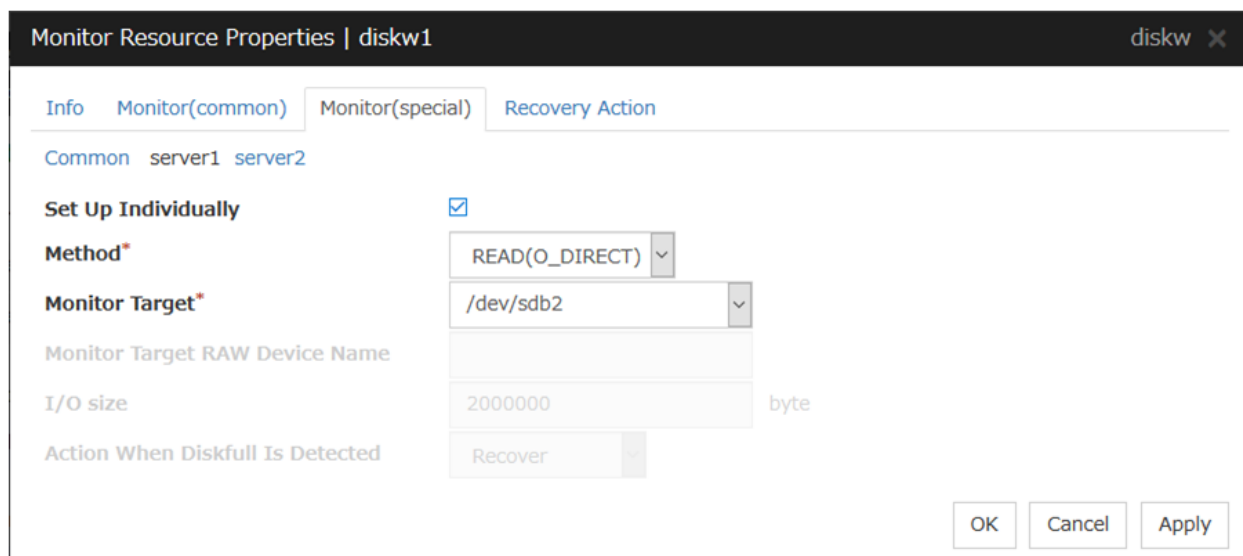 Monitor Resource Properties | diskw1 diskw
Info Monitor(common) Monitor(special) Recovery Action
Common server1 server2
Set Up Individually
Method* READ(O_DIRECT)
Monitor Target* /dev/sdb2
Monitor Target RAW Device Name
I/O size 2000000 byte
Action When Diskfull Is Detected Recover
OK Cancel Apply